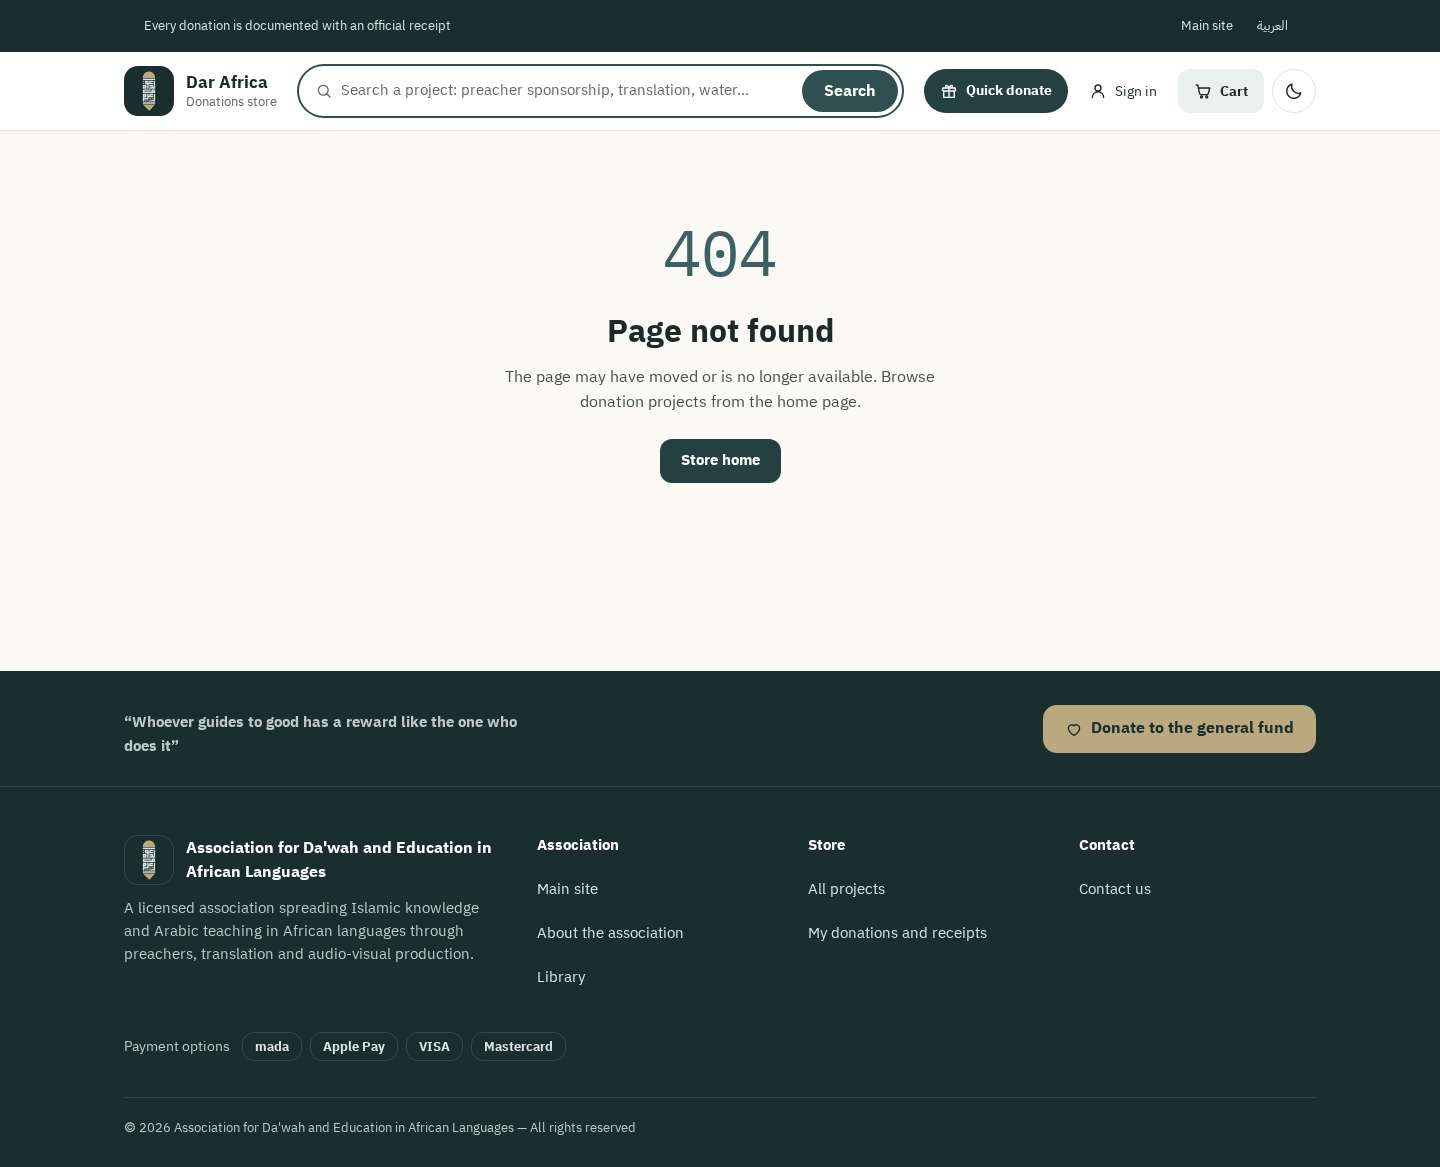 Every donation is documented with an official receipt
Main site
العربية
Dar Africa
Donations store
Search a project: preacher sponsorship, translation, water...
Search
Quick donate
Sign in
Cart
404
Page not found
The page may have moved or is no longer available. Browse
donation projects from the home page.
Store home
“Whoever guides to good has a reward like the one who
does it”
Donate to the general fund
Association for Da'wah and Education in
African Languages
A licensed association spreading Islamic knowledge
and Arabic teaching in African languages through
preachers, translation and audio-visual production.
Association
Main site
About the association
Library
Store
All projects
My donations and receipts
Contact
Contact us
Payment options
mada
Apple Pay
VISA
Mastercard
© 2026 Association for Da'wah and Education in African Languages — All rights reserved